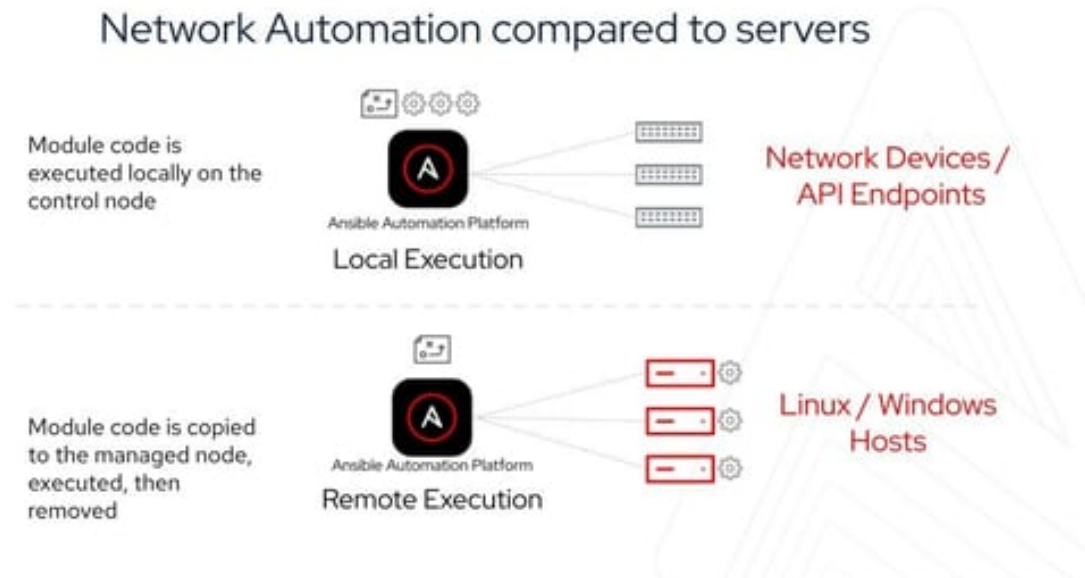 Network Automation compared to servers
Module code is
executed locally on the
control node
Ansible Automation Platform
Local Execution
Network Devices /
API Endpoints
Module code is copied
to the managed node,
executed, then
removed
Ansible Automation Platform
Remote Execution
Linux / Windows
Hosts